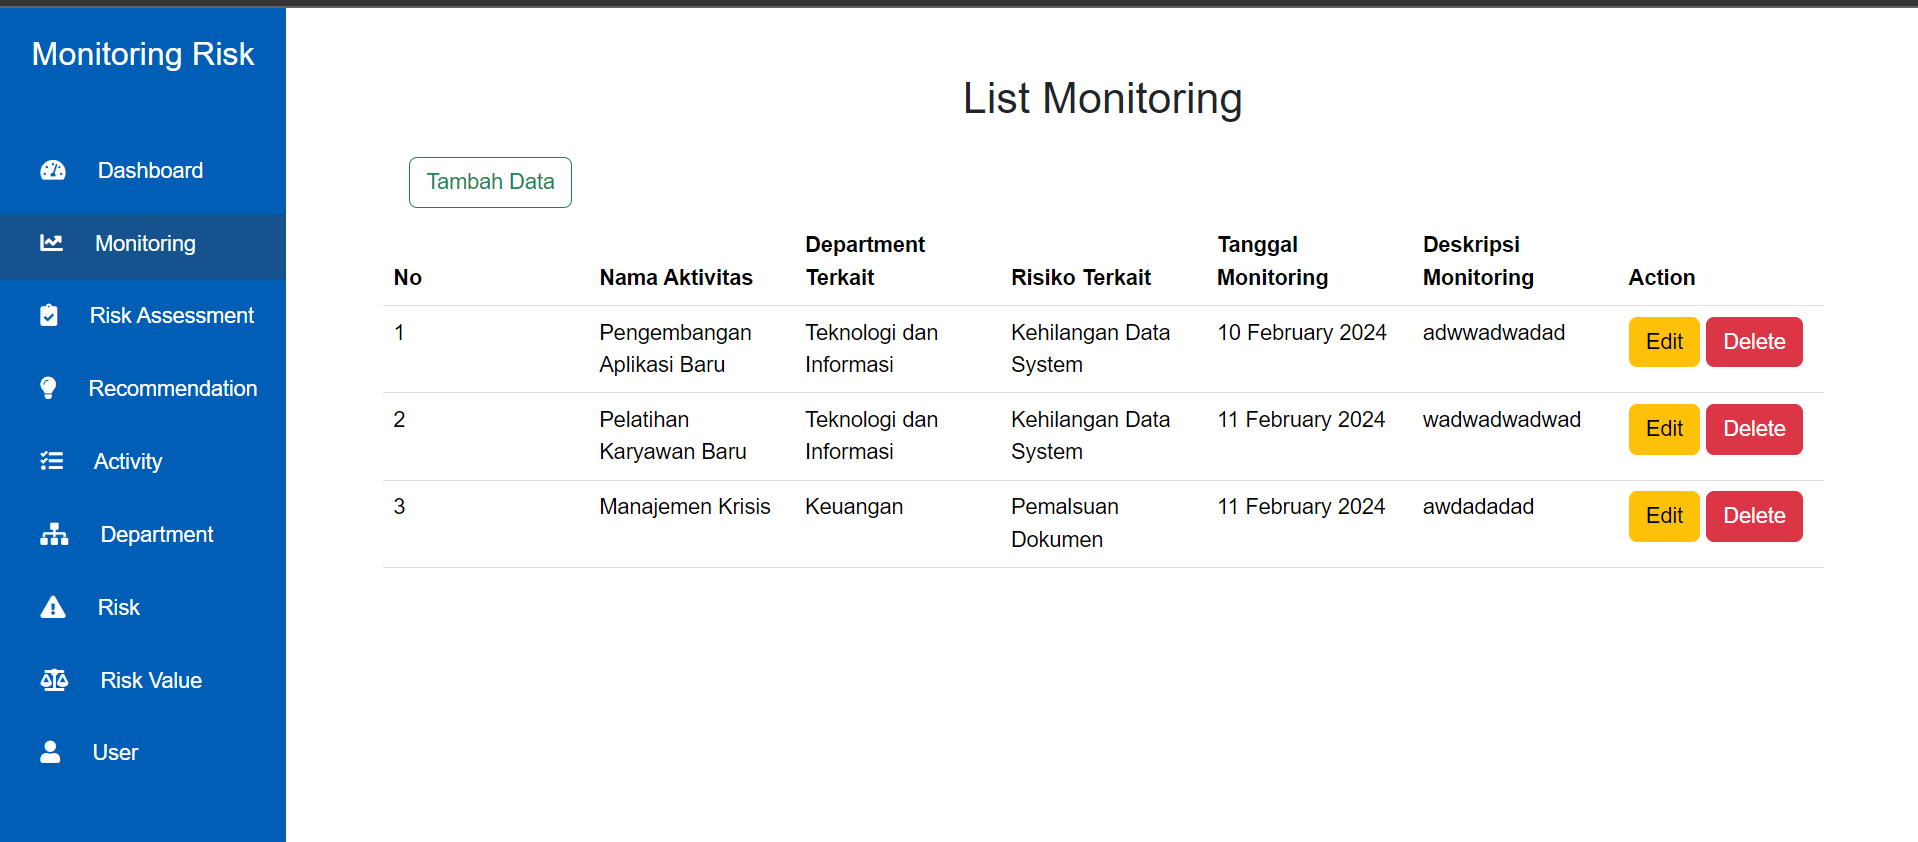 Monitoring Risk
Dashboard
Monitoring
Risk Assessment
Recommendation
Activity
Department
Risk
Risk Value
User
List Monitoring
Tambah Data
No Nama Aktivitas Department Terkait Risiko Terkait Tanggal Monitoring Deskripsi Monitoring Action
1 Pengembangan Aplikasi Baru Teknologi dan Informasi Kehilangan Data System 10 February 2024 adwwadwadad Edit Delete
2 Pelatihan Karyawan Baru Teknologi dan Informasi Kehilangan Data System 11 February 2024 wadwadwadwad Edit Delete
3 Manajemen Krisis Keuangan Pemalsuan Dokumen 11 February 2024 awdadadad Edit Delete